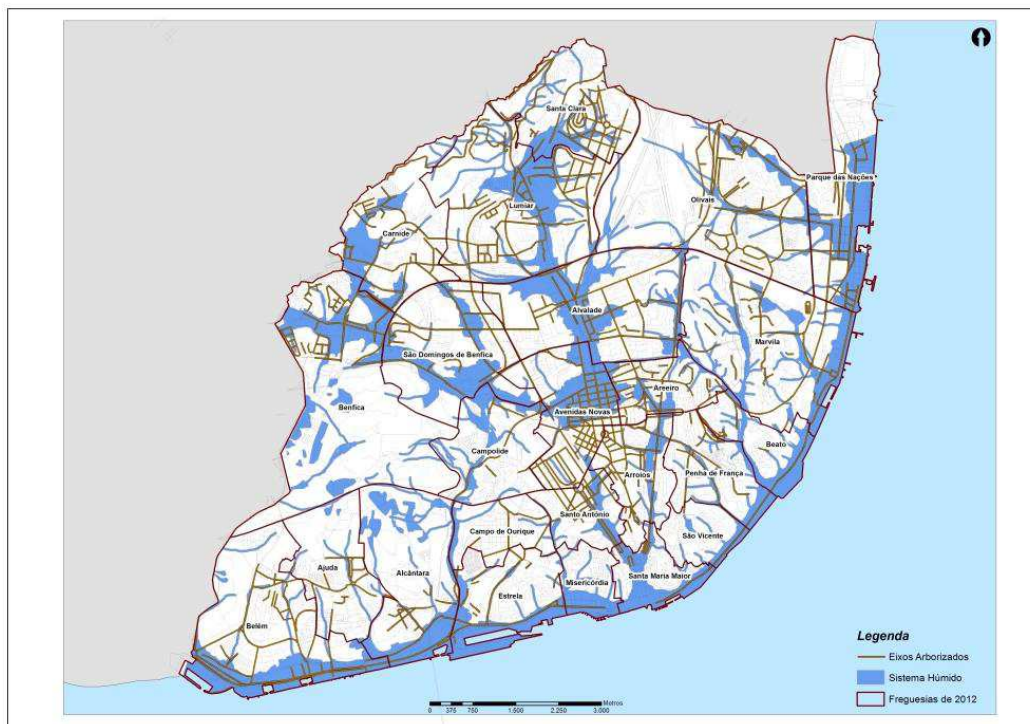 Santa Clara
Parque das Nações
Olivais
Lumiar
Carnide
Alvalade
Marvila
São Domingos de Benfica
Areeiro
Benfica
Avenidas Novas
Beato
Campolide
Penha de França
Arroios
Santo António
Campo de Ourique
São Vicente
Ajuda
Alcântara
Misericórdia
Santa Maria Maior
Estrela
Belém
Legenda
Eixos Arborizados
Sistema Húmido
Freguesias de 2012
Metros
0 375 750 1.500 2.250 3.000